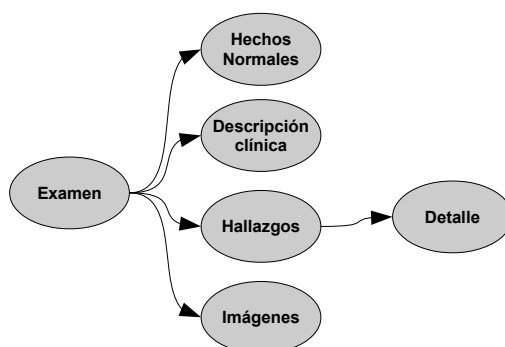 Hechos
Normales
Descripción
clínica
Examen
Hallazgos
Detalle
Imágenes